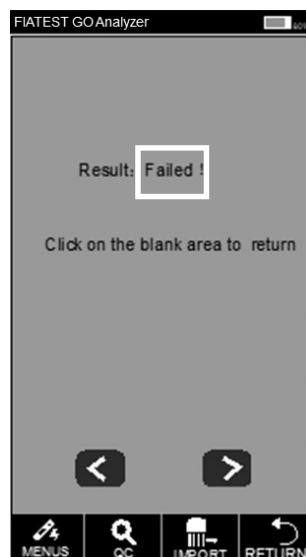 FIATEST GO Analyzer
Result: Failed !
Click on the blank area to return
MENUS
QC
IMPORT
RETURN